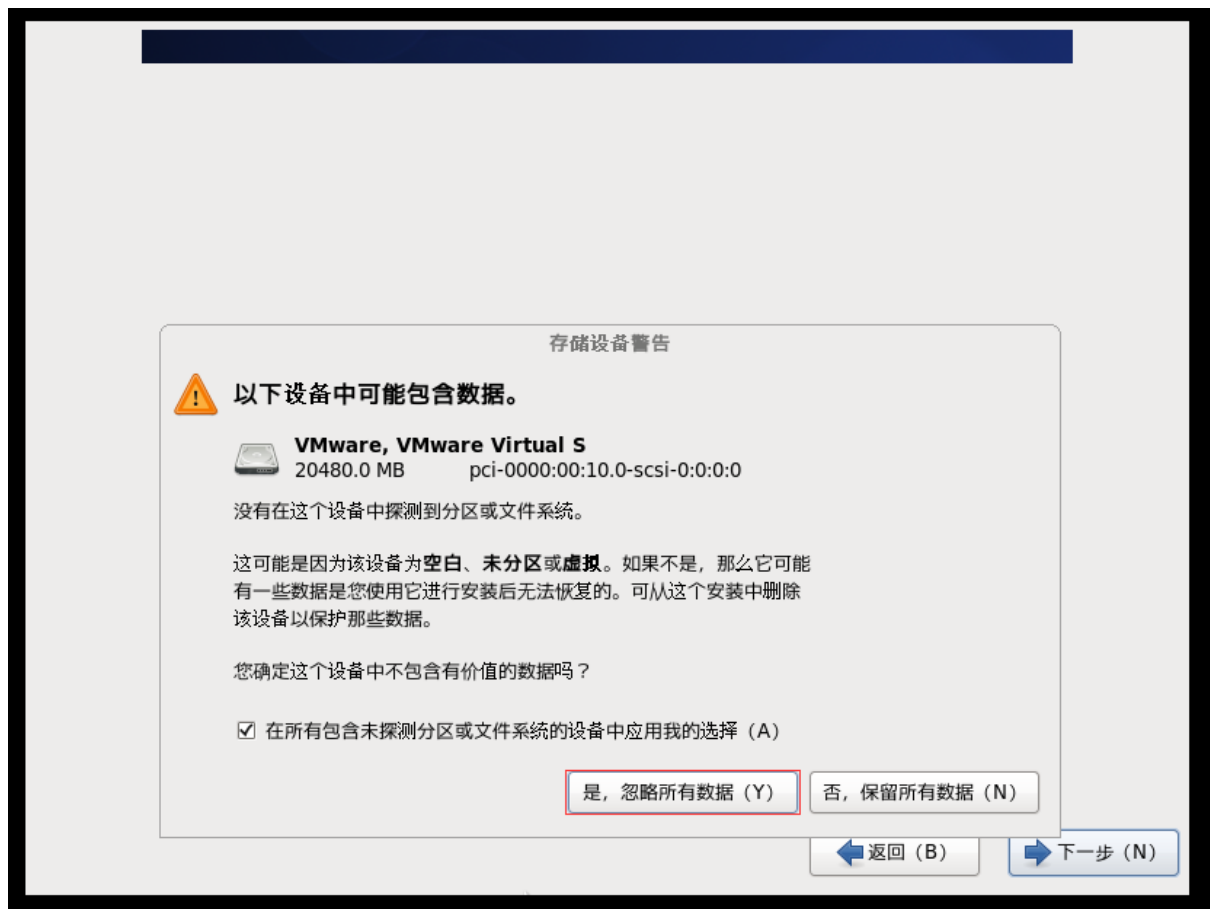 存储设备警告
以下设备中可能包含数据。
VMware, VMware Virtual S
20480.0 MB pci-0000:00:10.0-scsi-0:0:0:0
没有在这个设备中探测到分区或文件系统。
这可能是因为该设备为空白、未分区或虚拟。如果不是，那么它可能
有一些数据是您使用它进行安装后无法恢复的。可从这个安装中删除
该设备以保护那些数据。
您确定这个设备中不包含有价值的数据吗？
在所有包含未探测分区或文件系统的设备中应用我的选择（A）
是，忽略所有数据（Y） 否，保留所有数据（N）
返回（B） 下一步（N）